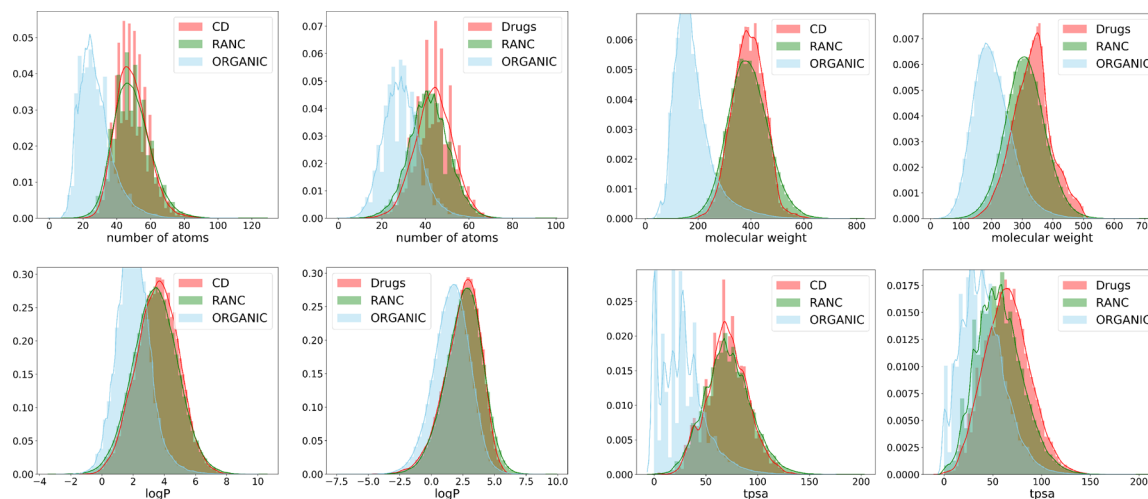 0.05
0.04
0.03
0.02
0.01
0.00
CD
RANC
ORGANIC
0 20 40 60 80 100 120
number of atoms
0.07
0.06
0.05
0.04
0.03
0.02
0.01
0.00
Drugs
RANC
ORGANIC
0 20 40 60 80 100
number of atoms
0.006
0.005
0.004
0.003
0.002
0.001
0.000
CD
RANC
ORGANIC
0 200 400 600 800
molecular weight
0.007
0.006
0.005
0.004
0.003
0.002
0.001
0.000
Drugs
RANC
ORGANIC
0 100 200 300 400 500 600
molecular weight
0.30
0.25
0.20
0.15
0.10
0.05
0.00
CD
RANC
ORGANIC
−4 −2 0 2 4 6 8 10
logP
0.30
0.25
0.20
0.15
0.10
0.05
0.00
Drugs
RANC
ORGANIC
−7.5 −5.0 −2.5 0.0 2.5 5.0 7.5 10.0
logP
0.025
0.020
0.015
0.010
0.005
0.000
CD
RANC
ORGANIC
0 50 100 150 200
tpsa
0.0175
0.0150
0.0125
0.0100
0.0075
0.0050
0.0025
0.0000
Drugs
RANC
ORGANIC
0 50 100 150
tpsa